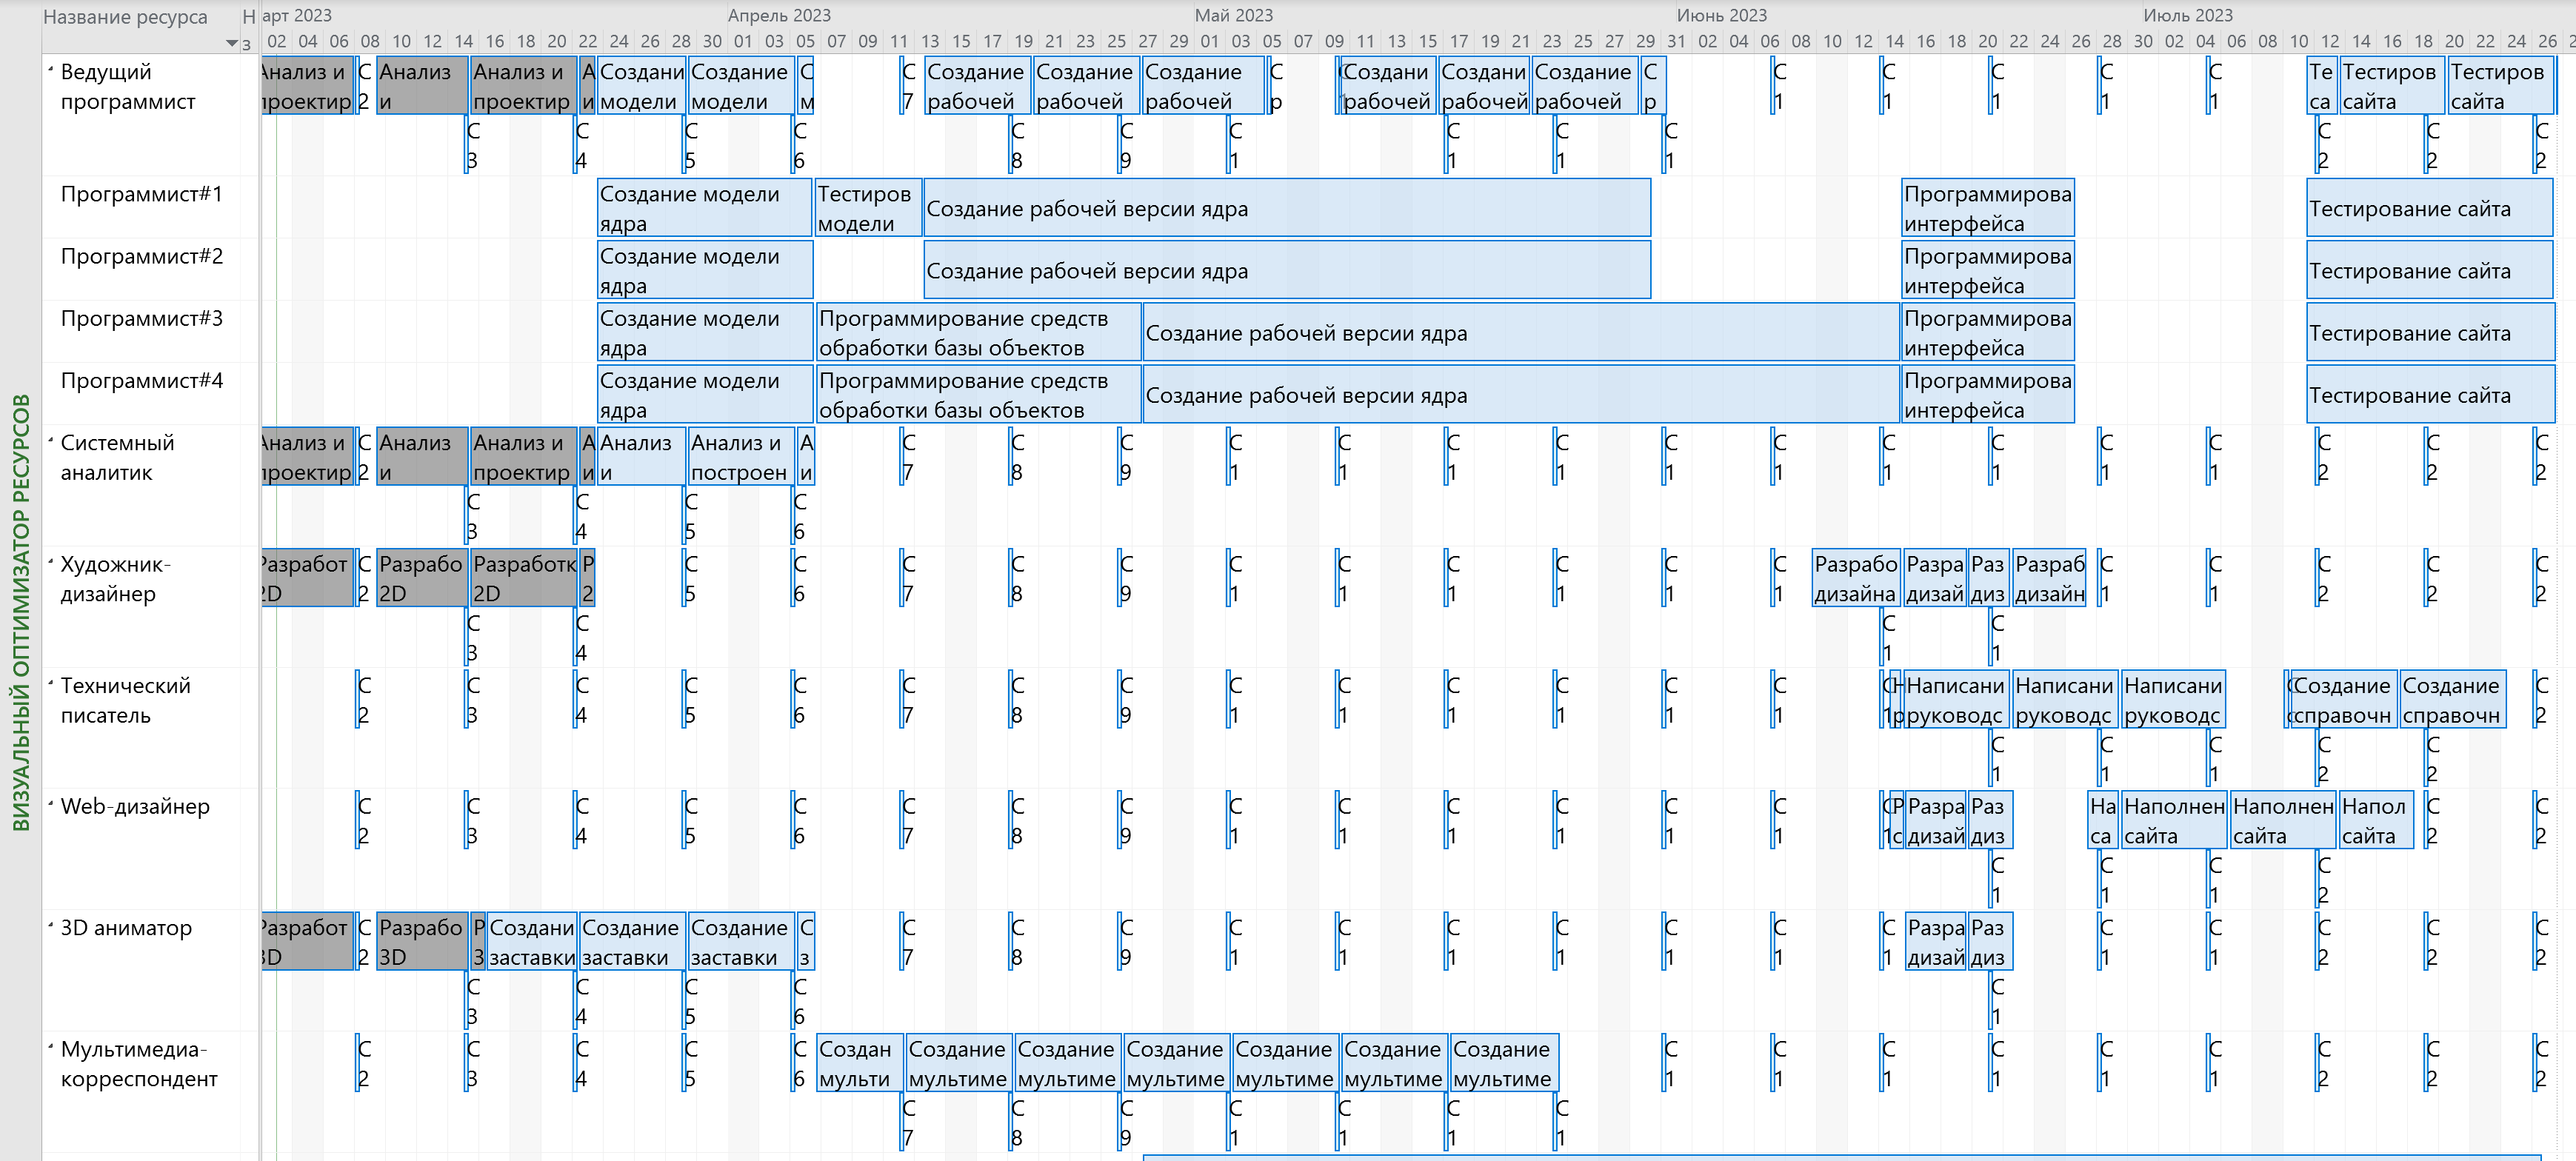 ВИЗУАЛЬНЫЙ ОПТИМИЗАТОР РЕСУРСОВ
Название ресурса Н арт 2023 Апрель 2023 Май 2023 Июнь 2023 Июль 2023
з 02 04 06 08 10 12 14 16 18 20 22 24 26 28 30 01 03 05 07 09 11 13 15 17 19 21 23 25 27 29 01 03 05 07 09 11 13 15 17 19 21 23 25 27 29 31 02 04 06 08 10 12 14 16 18 20 22 24 26 28 30 02 04 06 08 10 12 14 16 18 20 22 24 26 2
Ведущий Анализ и С Анализ Анализ и А Создани Создание С С Создание Создание Создание С Создани Создани Создание С С С С С С Те Тестиров Тестиров
программист проектир 2 и проектир и модели модели м 7 рабочей рабочей рабочей р рабочей рабочей рабочей р 1 1 1 1 1 са сайта сайта
С С С С С С С С С С С С С
3 4 5 6 8 9 1 1 1 1 2 2 2
Программист#1 Создание модели Тестиров Создание рабочей версии ядра Программирова Тестирование сайта
ядра модели интерфейса
Программист#2 Создание модели Создание рабочей версии ядра Программирова Тестирование сайта
ядра интерфейса
Программист#3 Создание модели Программирование средств Создание рабочей версии ядра Программирова Тестирование сайта
ядра обработки базы объектов интерфейса
Программист#4 Создание модели Программирование средств Создание рабочей версии ядра Программирова Тестирование сайта
ядра обработки базы объектов интерфейса
Системный Анализ и С Анализ Анализ и А Анализ Анализ и А С С С С С С С С С С С С С С С С
аналитик проектир 2 и проектир и и построен и 7 8 9 1 1 1 1 1 1 1 1 1 1 2 2 2
С С С С
3 4 5 6
Художник- Разработ С Разрабо Разработк Р С С С С С С С С С С С Разрабо Разра Раз Разраб С С С С С
дизайнер 2D 2 2D 2D 2 5 6 7 8 9 1 1 1 1 1 1 дизайна дизай диз дизайн 1 1 2 2 2
С С С С
3 4 1 1
Технический С С С С С С С С С С С С С С С Написани Написани Написани Создание Создание С
писатель 2 3 4 5 6 7 8 9 1 1 1 1 1 1 1 руководс руководс руководс справочн справочн 2
С С С С С
1 1 1 2 2
Web-дизайнер С С С С С С С С С С С С С С С Р Разра Раз На Наполнен Наполнен Напол С С
2 3 4 5 6 7 8 9 1 1 1 1 1 1 1 с дизай диз са сайта сайта сайта 2 2
С С С С
1 1 1 2
3D аниматор Разработ С Разрабо Р Создани Создание Создание С С С С С С С С С С С Разра Раз С С С С С
3D 2 3D 3 заставки заставки заставки з 7 8 9 1 1 1 1 1 1 1 дизай диз 1 1 2 2 2
С С С С С
3 4 5 6 1
Мультимедиа- С С С С С Создан Создание Создание Создание Создание Создание Создание С С С С С С С С С
корреспондент 2 3 4 5 6 мульти мультиме мультиме мультиме мультиме мультиме мультиме 1 1 1 1 1 1 2 2 2
С С С С С С С
7 8 9 1 1 1 1